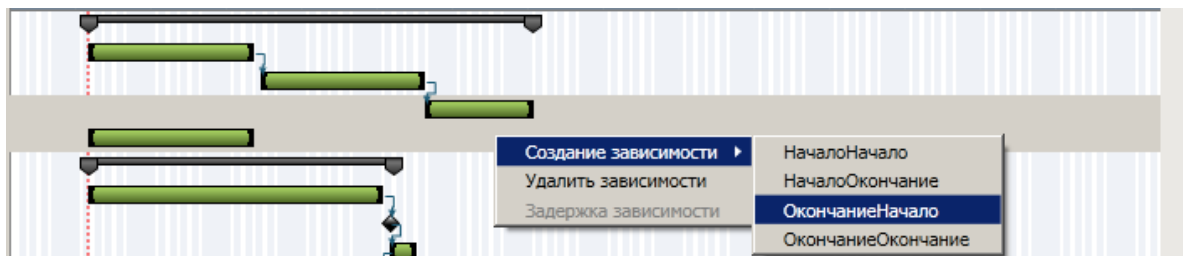 Создание зависимости
Удалить зависимости
Задержка зависимости
НачалоНачало
НачалоОкончание
ОкончаниеНачало
ОкончаниеОкончание